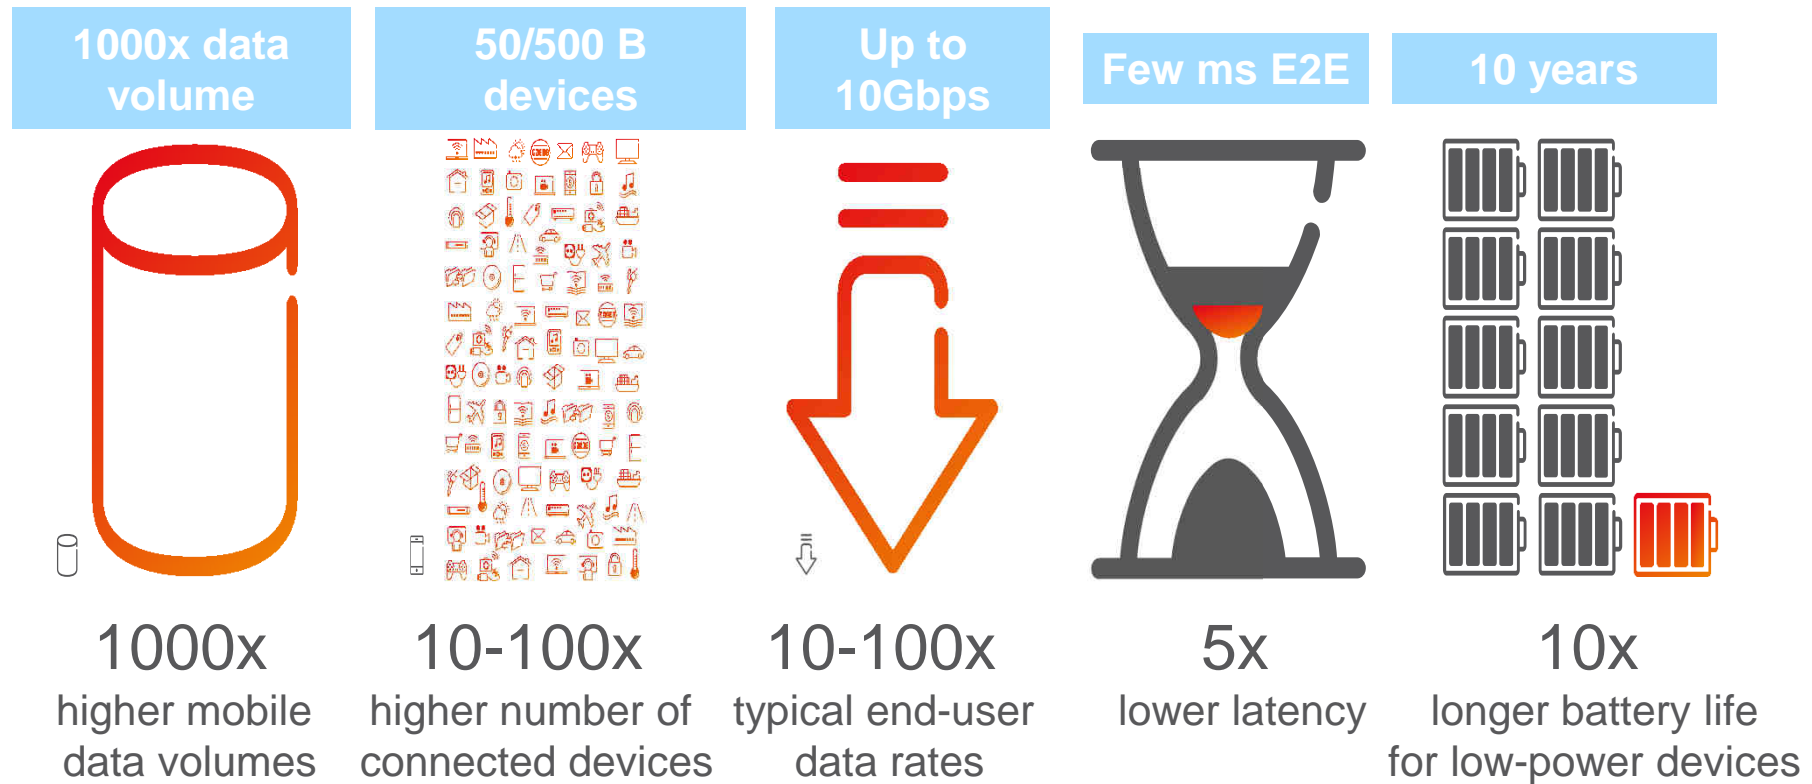 1000x data
volume
50/500 B
devices
Up to
10Gbps
Few ms E2E
10 years
1000x
higher mobile
data volumes
10-100x
higher number of
connected devices
10-100x
typical end-user
data rates
5x
lower latency
10x
longer battery life
for low-power devices